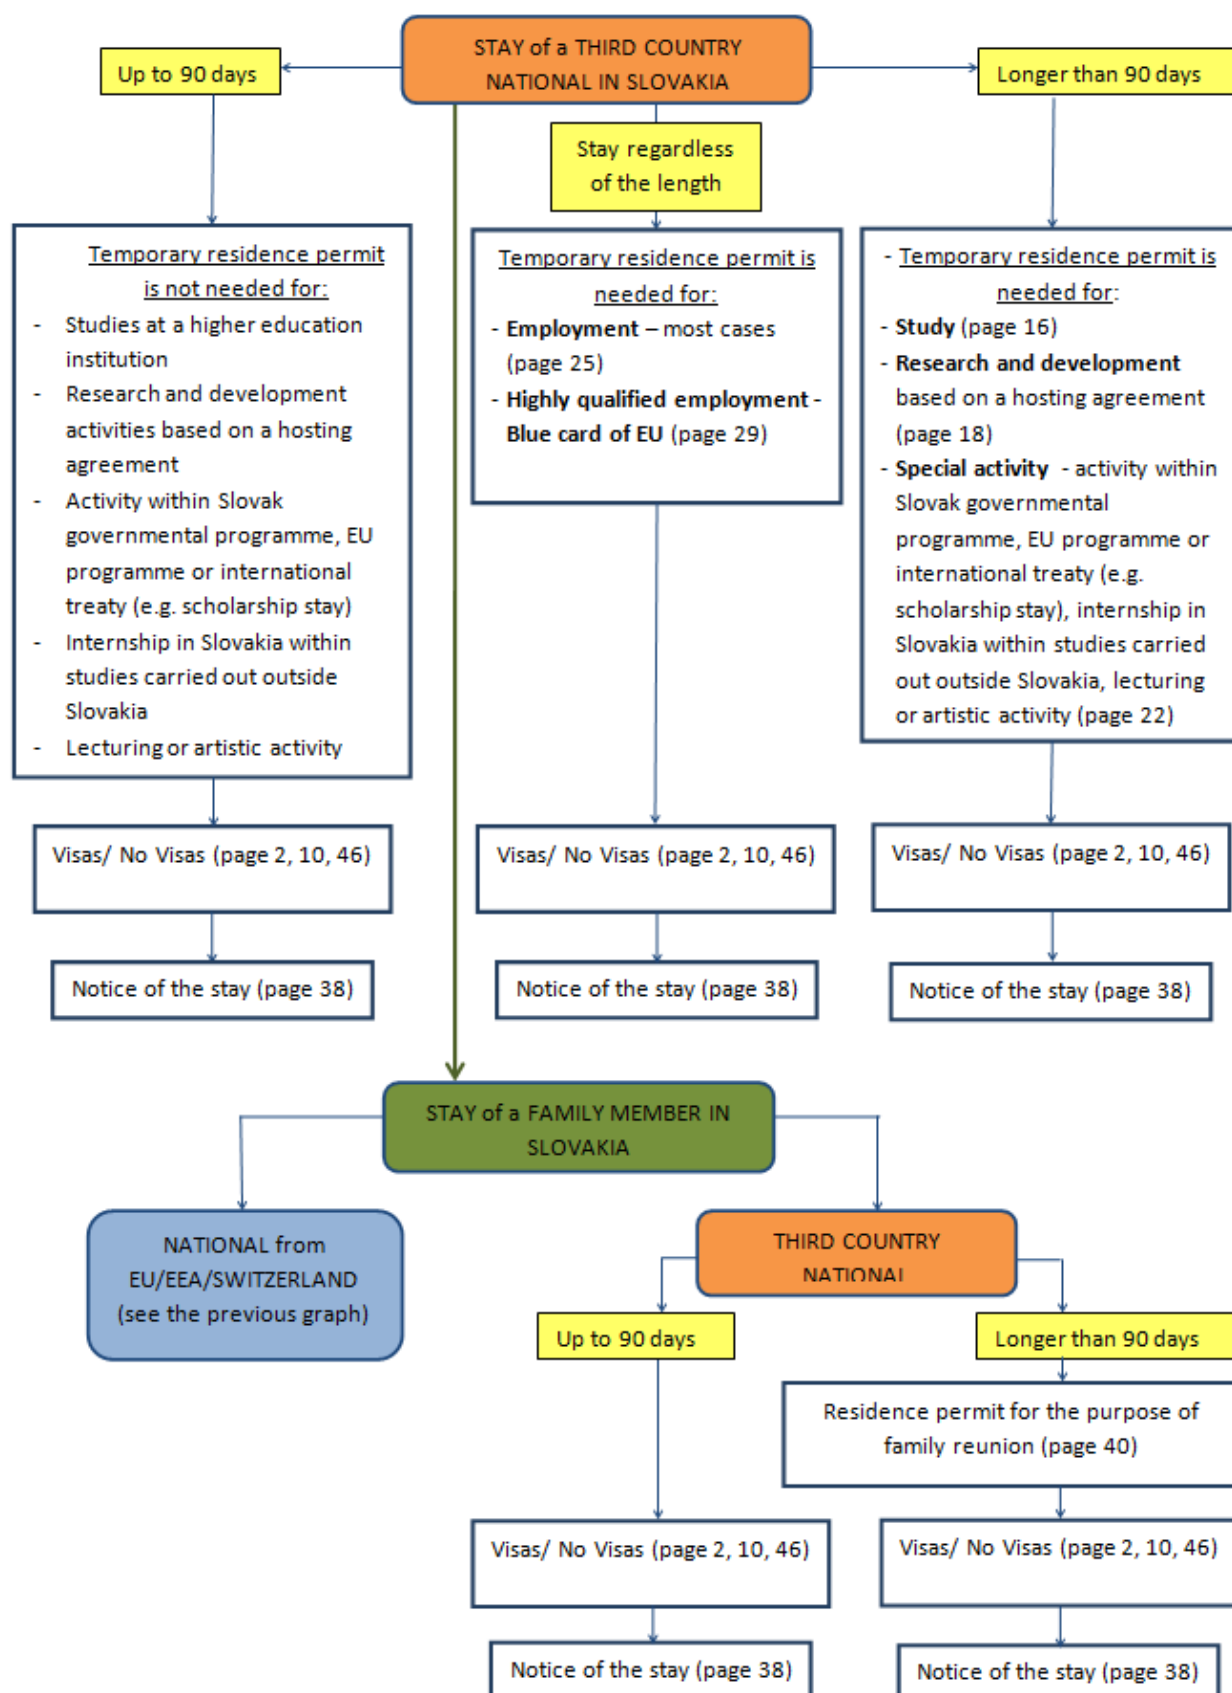 STAY of a THIRD COUNTRY
NATIONAL IN SLOVAKIA
Up to 90 days
Stay regardless
of the length
Longer than 90 days
Temporary residence permit
is not needed for:
- Studies at a higher education
institution
- Research and development
activities based on a hosting
agreement
- Activity within Slovak
governmental programme, EU
programme or international
treaty (e.g. scholarship stay)
- Internship in Slovakia within
studies carried out outside
Slovakia
- Lecturing or artistic activity
Visas/ No Visas (page 2, 10, 46)
Notice of the stay (page 38)
Temporary residence permit is
needed for:
- Employment – most cases
(page 25)
- Highly qualified employment -
Blue card of EU (page 29)
Visas/ No Visas (page 2, 10, 46)
Notice of the stay (page 38)
- Temporary residence permit is
needed for:
- Study (page 16)
- Research and development
based on a hosting agreement
(page 18)
- Special activity - activity within
Slovak governmental
programme, EU programme or
international treaty (e.g.
scholarship stay), internship in
Slovakia within studies carried
out outside Slovakia, lecturing
or artistic activity (page 22)
Visas/ No Visas (page 2, 10, 46)
Notice of the stay (page 38)
STAY of a FAMILY MEMBER IN
SLOVAKIA
NATIONAL from
EU/EEA/SWITZERLAND
(see the previous graph)
THIRD COUNTRY
NATIONAL
Up to 90 days
Visas/ No Visas (page 2, 10, 46)
Notice of the stay (page 38)
Longer than 90 days
Residence permit for the purpose of
family reunion (page 40)
Visas/ No Visas (page 2, 10, 46)
Notice of the stay (page 38)